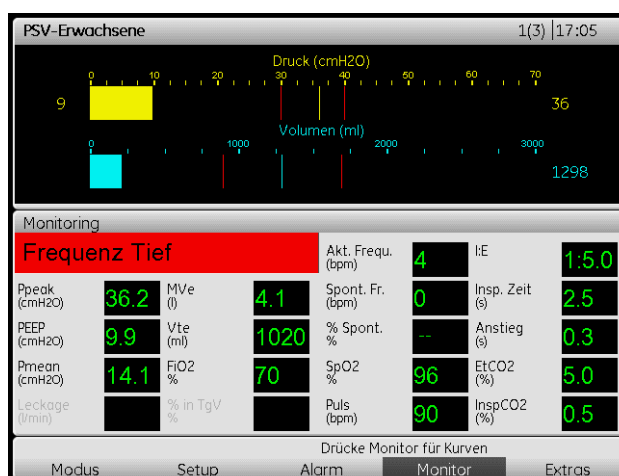 PSV-Erwachsene 1(3) 17:05
Druck (cmH2O)
0 10 20 30 40 50 60 70
9 36
Volumen (ml)
0 1000 2000 3000
1298
Monitoring
Frequenz Tief
Akt. Frequ. (bpm) 4
I:E 1:5.0
Ppeak (cmH2O) 36.2
MVe (l) 4.1
Spont. Fr. (bpm) 0
Insp. Zeit (s) 2.5
PEEP (cmH2O) 9.9
Vte (ml) 1020
% Spont. % --
Anstieg (s) 0.3
Pmean (cmH2O) 14.1
FiO2 % 70
SpO2 % 96
EtCO2 (%) 5.0
Leckage (l/min)
% in TgV %
Puls (bpm) 90
InspCO2 (%) 0.5
Drücke Monitor für Kurven
Modus Setup Alarm Monitor Extras